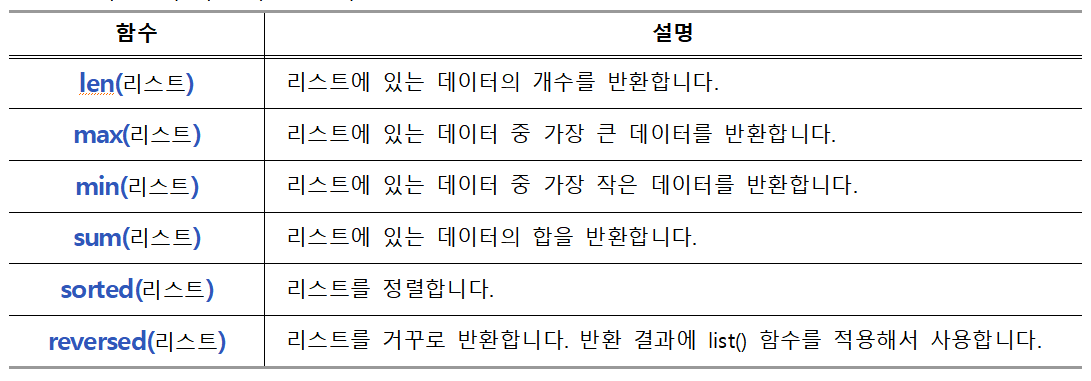 함수 설명
len(리스트) 리스트에 있는 데이터의 개수를 반환합니다.
max(리스트) 리스트에 있는 데이터 중 가장 큰 데이터를 반환합니다.
min(리스트) 리스트에 있는 데이터 중 가장 작은 데이터를 반환합니다.
sum(리스트) 리스트에 있는 데이터의 합을 반환합니다.
sorted(리스트) 리스트를 정렬합니다.
reversed(리스트) 리스트를 거꾸로 반환합니다. 반환 결과에 list() 함수를 적용해서 사용합니다.